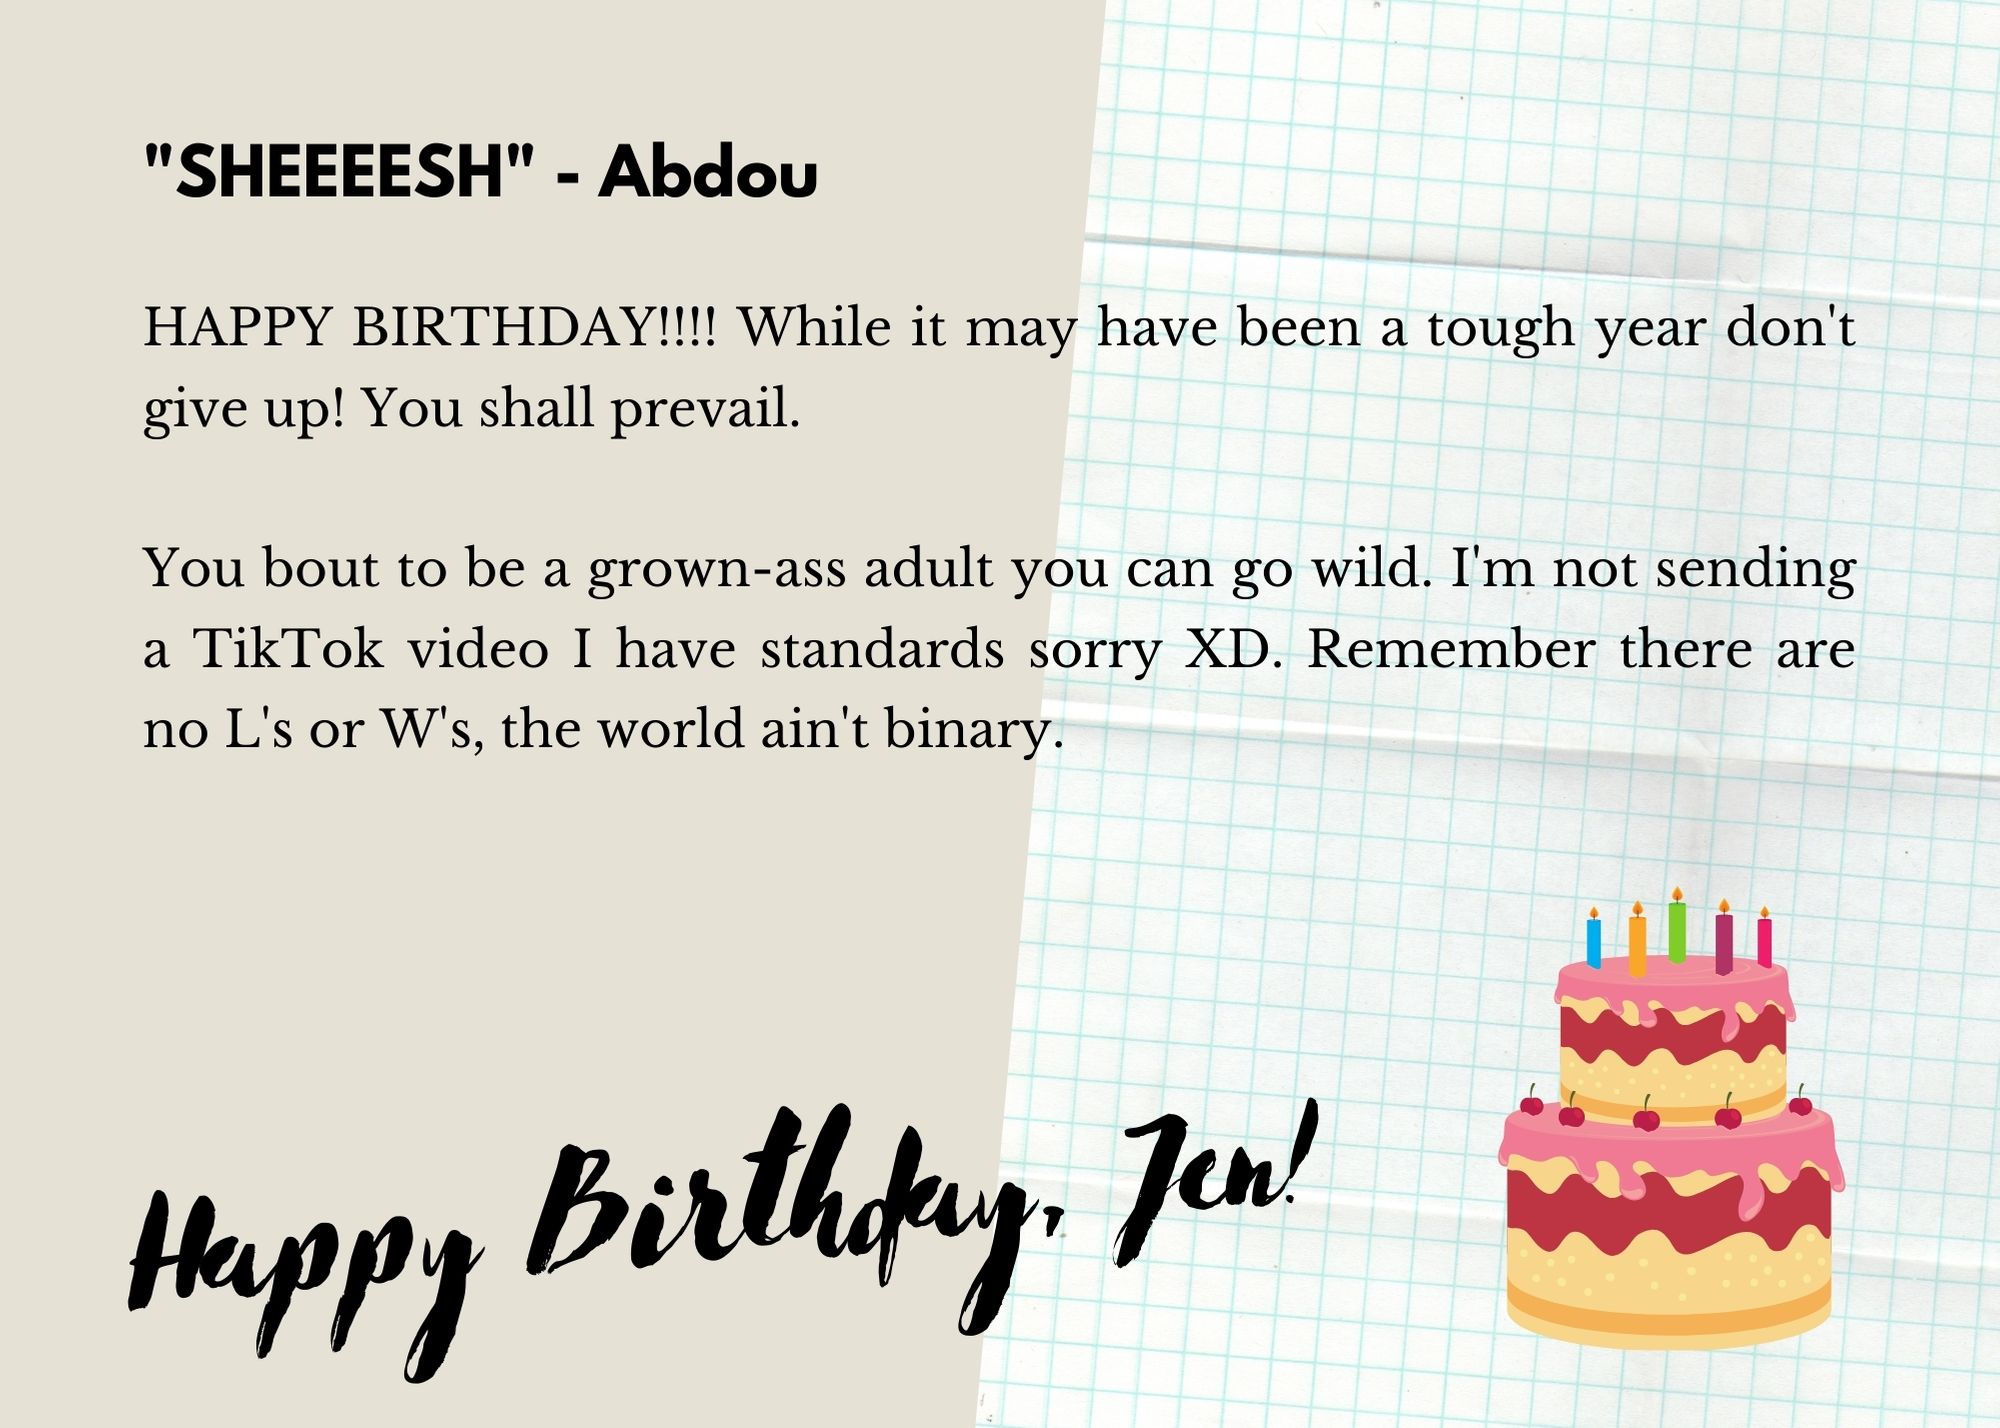 "SHEEEESH" - Abdou
HAPPY BIRTHDAY!!!! While it may have been a tough year don't
give up! You shall prevail.
You bout to be a grown-ass adult you can go wild. I'm not sending
a TikTok video I have standards sorry XD. Remember there are
no L's or W's, the world ain't binary.
Happy Birthday, Jen!